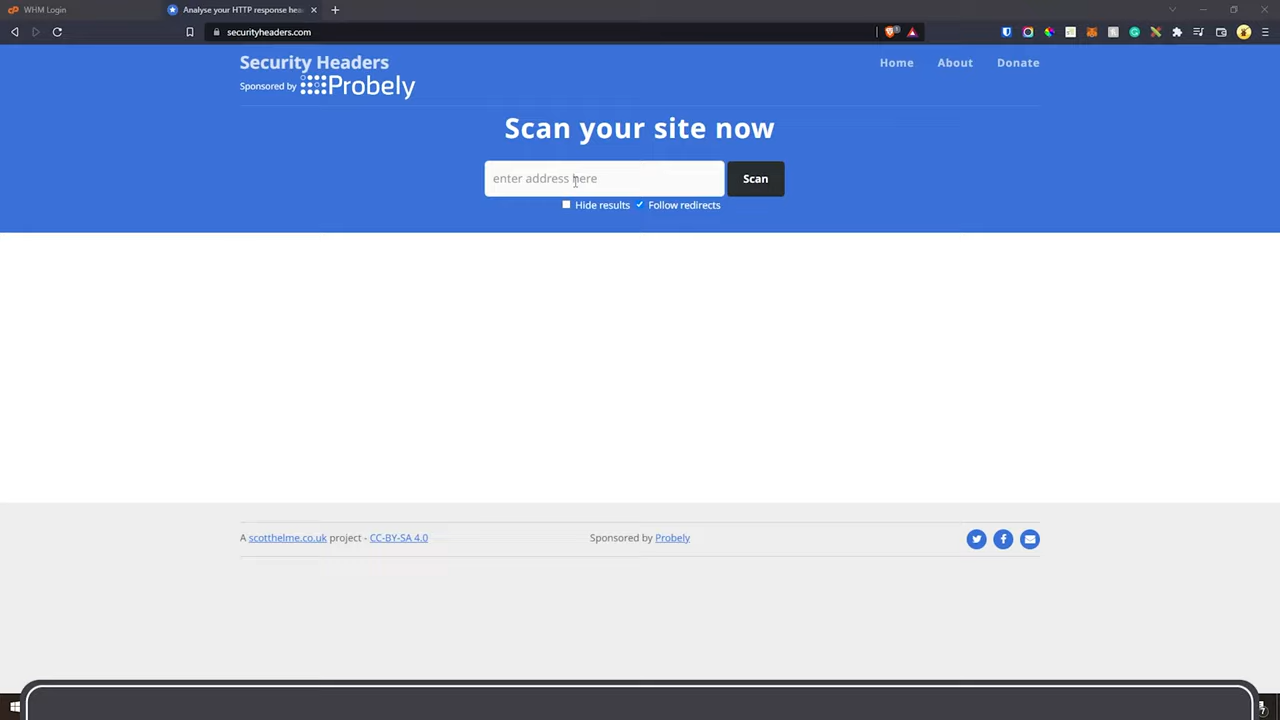 WHM Login
Analyse your HTTP response hea
securityheaders.com
Security Headers
Home About Donate
Sponsored by Probely
Scan your site now
enter address here
Scan
Hide results Follow redirects
A scotthelme.co.uk project - CC-BY-SA 4.0
Sponsored by Probely